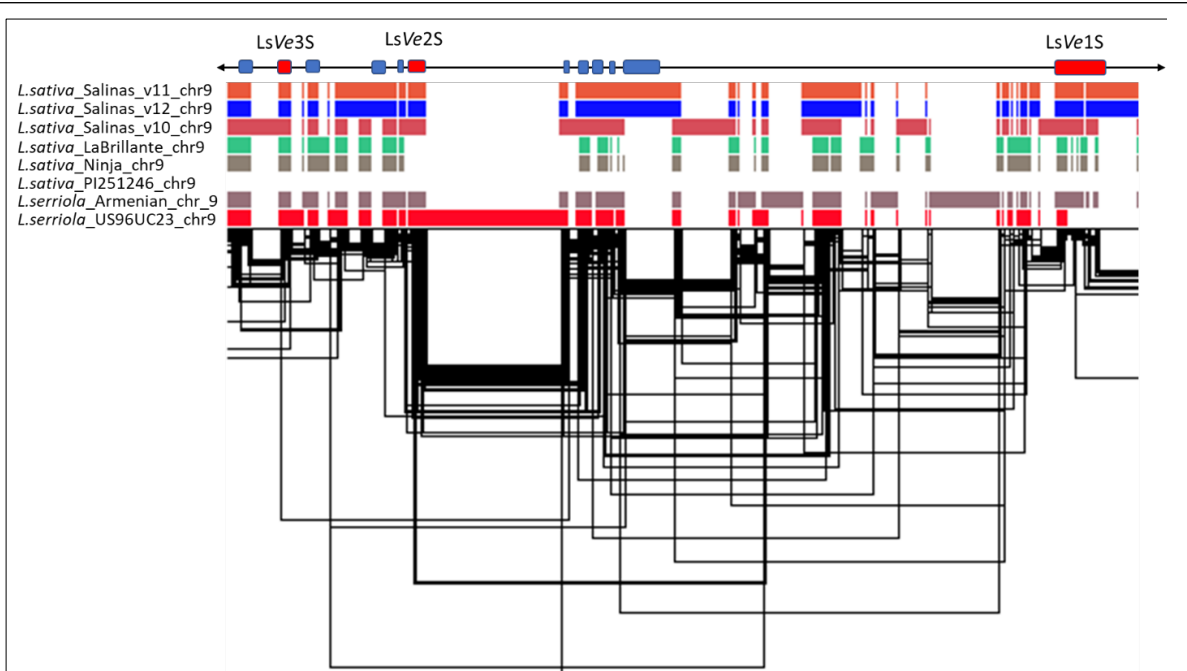 LsVe3S
LsVe2S
LsVe1S
L.sativa_Salinas_v11_chr9
L.sativa_Salinas_v12_chr9
L.sativa_Salinas_v10_chr9
L.sativa_LaBrillante_chr9
L.sativa_Ninja_chr9
L.sativa_PI251246_chr9
L.serriola_Armenian_chr_9
L.serriola_US96UC23_chr9